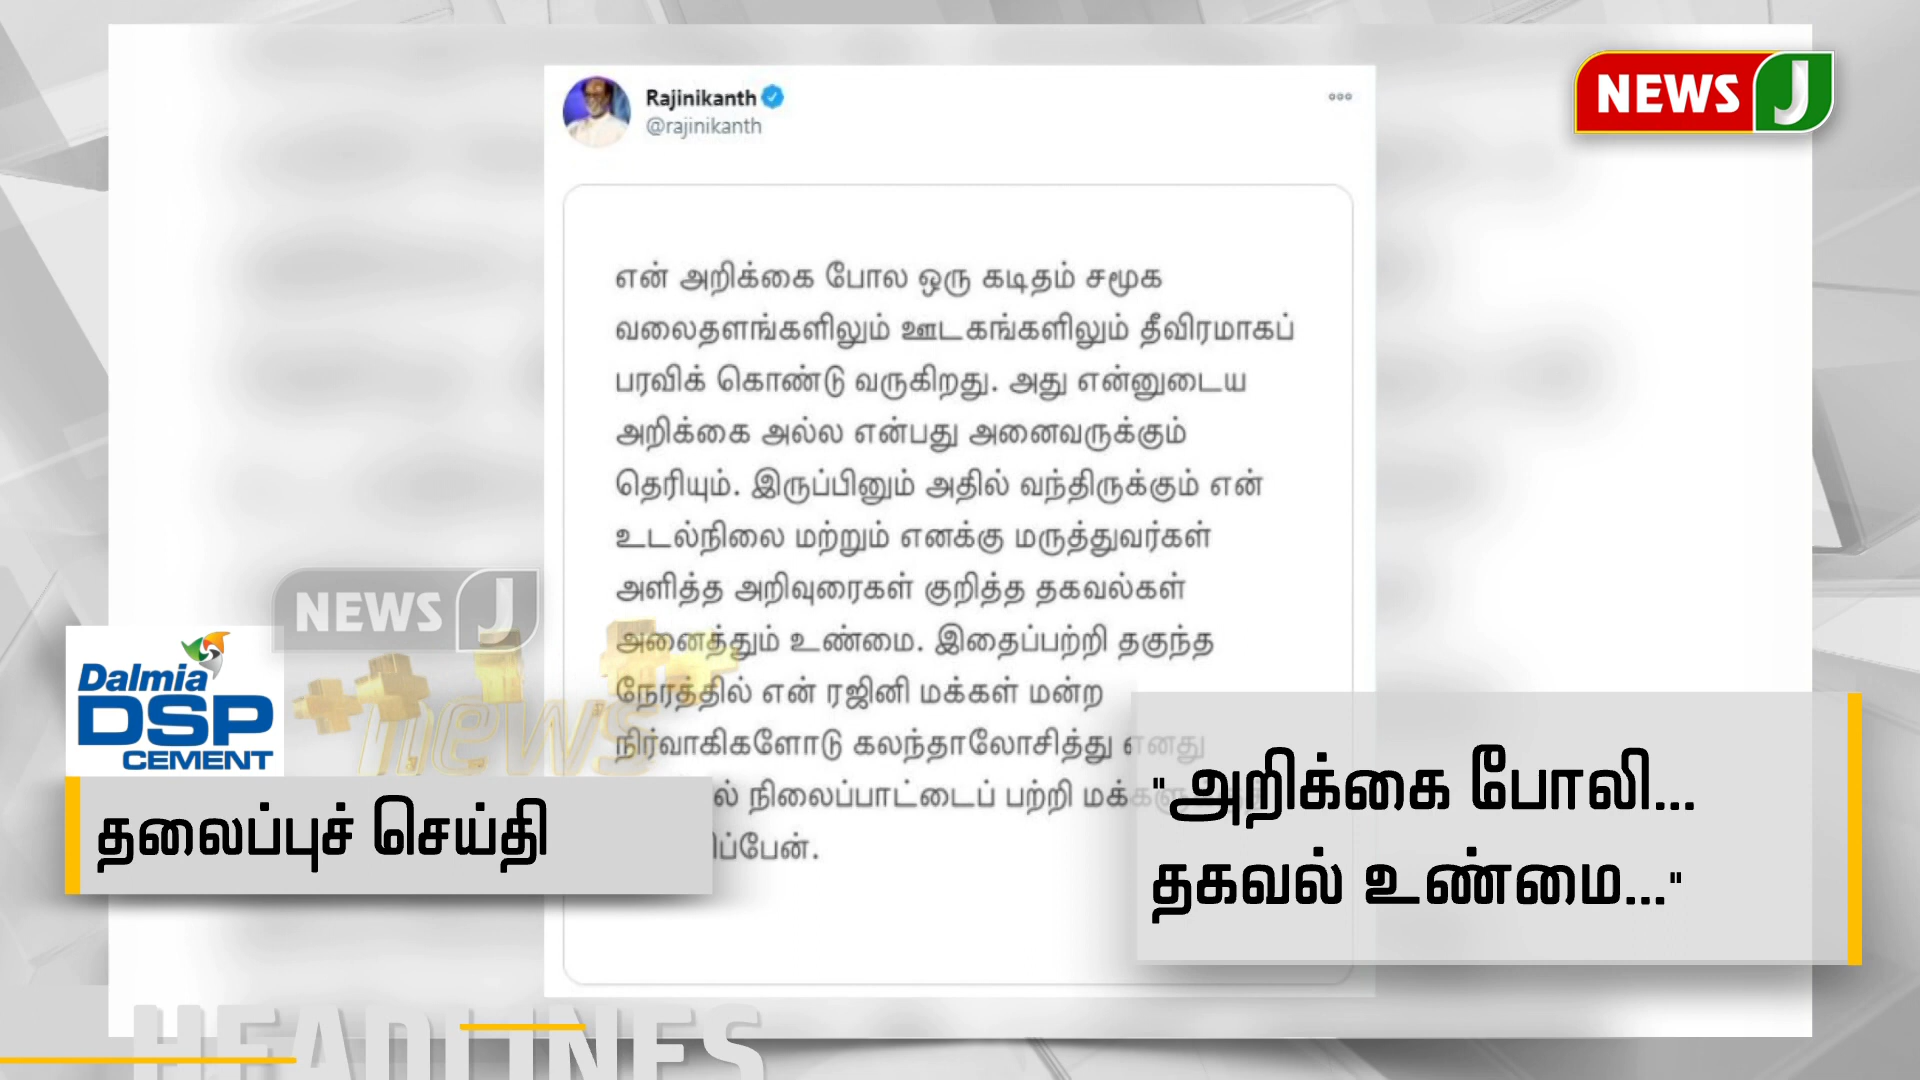 NEWS J
Rajinikanth
@rajinikanth
என் அறிக்கை போல ஒரு கடிதம் சமூக
வலைதளங்களிலும் ஊடகங்களிலும் தீவிரமாகப்
பரவிக் கொண்டு வருகிறது. அது என்னுடைய
அறிக்கை அல்ல என்பது அனைவருக்கும்
தெரியும். இருப்பினும் அதில் வந்திருக்கும் என்
உடல்நிலை மற்றும் எனக்கு மருத்துவர்கள்
அளித்த அறிவுரைகள் குறித்த தகவல்கள்
அனைத்தும் உண்மை. இதைப்பற்றி தகுந்த
நேரத்தில் என் ரஜினி மக்கள் மன்ற
நிர்வாகிகளோடு கலந்தாலோசித்து எனது
நிலைப்பாட்டைப் பற்றி
NEWS J
news
Dalmia
DSP
CEMENT
தலைப்புச் செய்தி
"அறிக்கை போலி...
தகவல் உண்மை..."
HEADLINES